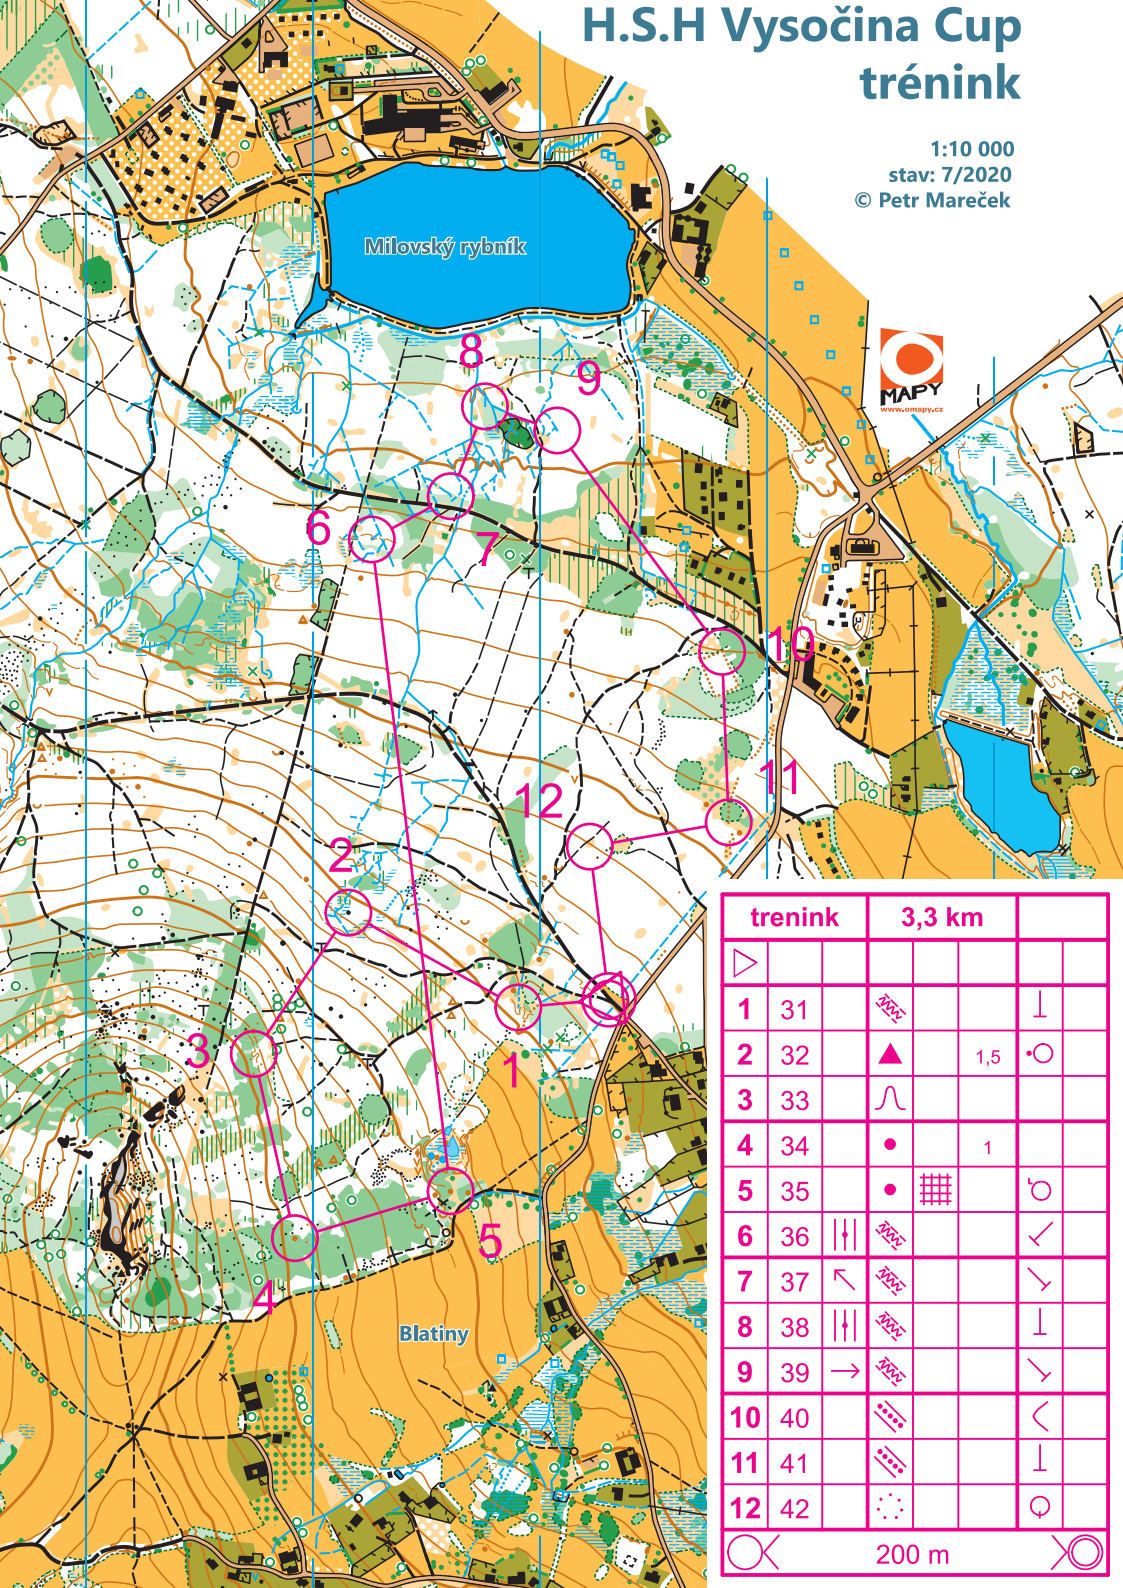 H.S.H Vysočina Cup
trénink
1:10 000
stav: 7/2020
© Petr Mareček
Milovský rybník
8
9
MAPY
www.omapy.cz
6
7
10
11
12
2
3
1
5
4
Blatiny
trenink 3,3 km
1 31
2 32 1,5
3 33
4 34 1
5 35
6 36
7 37
8 38
9 39
10 40
11 41
12 42
200 m